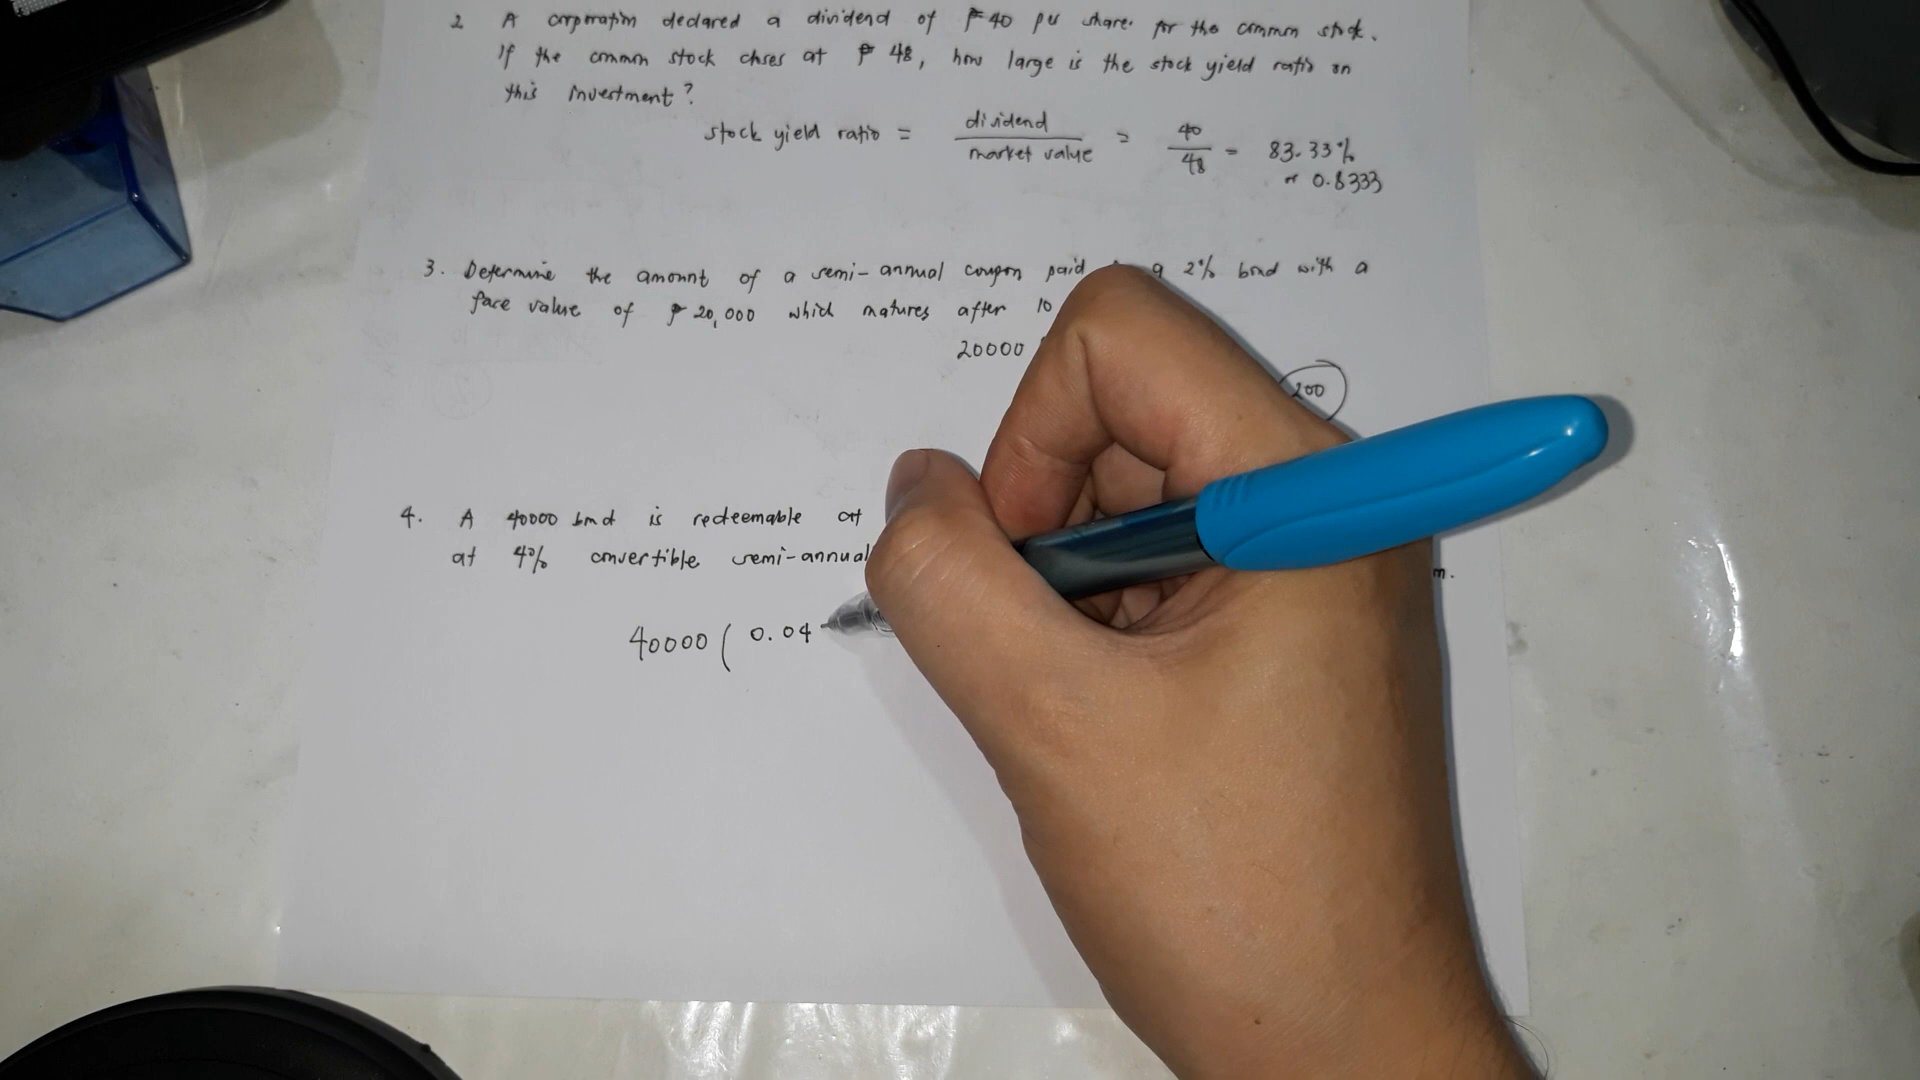 2 A corporation declared a dividend of ₱40 per share for the common stock.
If the common stock closes at ₱48, how large is the stock yield ratio on
this investment?
stock yield ratio = dividend / market value = 40 / 48 = 83.33%
or 0.8333
3. Determine the amount of a semi-annual coupon paid a 2% bond with a
face value of ₱20,000 which matures after 10
20000
200
4. A 40000 bond is redeemable at
at 4% convertible semi-annual
m.
40000 ( 0.04